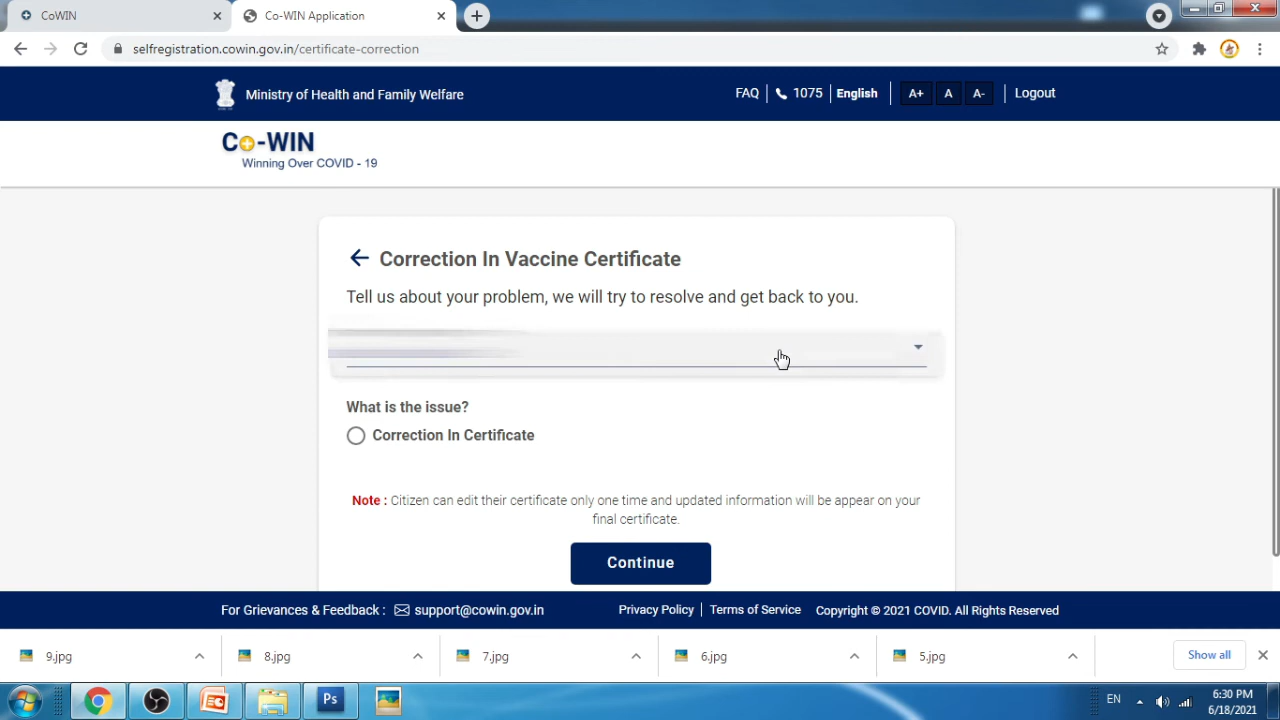 CoWIN
Co-WIN Application
selfregistration.cowin.gov.in/certificate-correction
Ministry of Health and Family Welfare
FAQ
1075
English
A+
A
A-
Logout
Co-WIN
Winning Over COVID - 19
Correction In Vaccine Certificate
Tell us about your problem, we will try to resolve and get back to you.
What is the issue?
Correction In Certificate
Note : Citizen can edit their certificate only one time and updated information will be appear on your
final certificate.
Continue
For Grievances & Feedback : support@cowin.gov.in
Privacy Policy
Terms of Service
Copyright © 2021 COVID. All Rights Reserved
9.jpg
8.jpg
7.jpg
6.jpg
5.jpg
Show all
Ps
EN
6:30 PM
6/18/2021